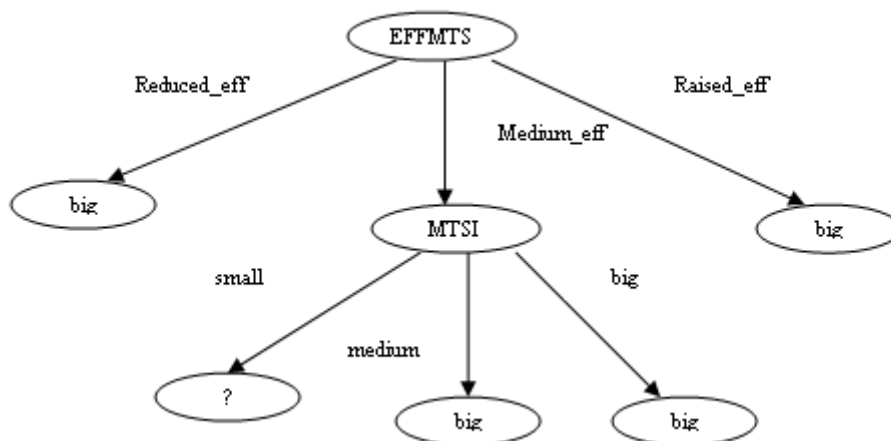 EFFMTS
Reduced_eff
Raised_eff
Medium_eff
big
MTSI
big
small
big
medium
?
big
big